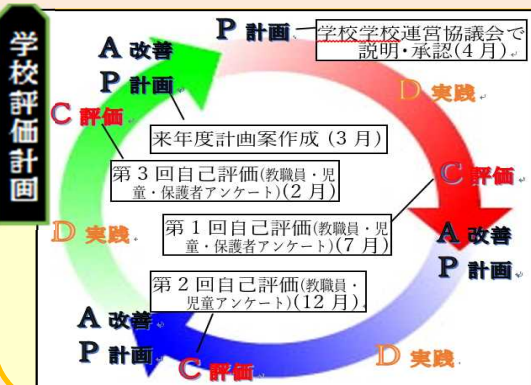 学校評価計画
P 計画
学校学校運営協議会で
説明・承認(4月)
D 実践
C 評価
A 改善
P 計画
第1回自己評価(教職員・児
童・保護者アンケート)(7月)
D 実践
C 評価
第2回自己評価(教職員・
児童アンケート)(12月)
A 改善
P 計画
D 実践
C 評価
第3回自己評価(教職員・児
童・保護者アンケート)(2月)
A 改善
P 計画
来年度計画案作成(3月)